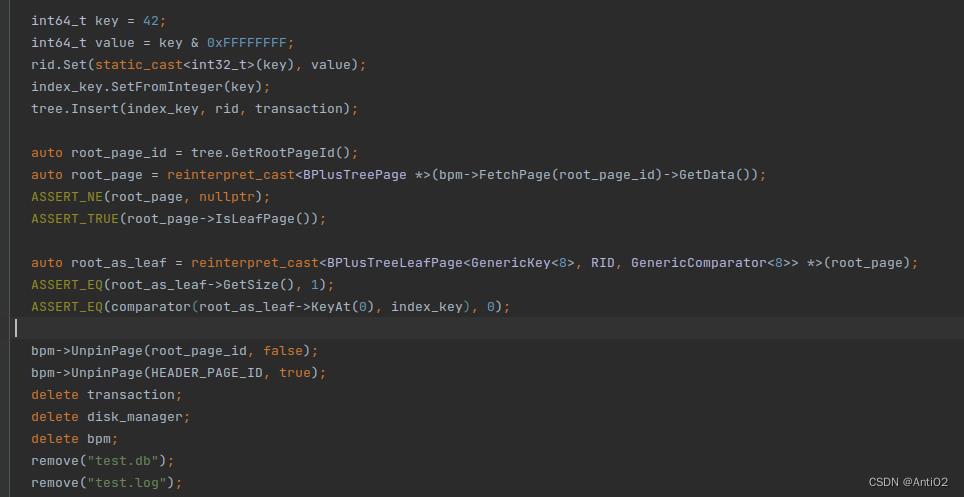 int64_t key = 42;
int64_t value = key & 0xFFFFFFFF;
rid.Set(static_cast<int32_t>(key), value);
index_key.SetFromInteger(key);
tree.Insert(index_key, rid, transaction);
auto root_page_id = tree.GetRootPageId();
auto root_page = reinterpret_cast<BPlusTreePage *>(bpm->FetchPage(root_page_id)->GetData());
ASSERT_NE(root_page, nullptr);
ASSERT_TRUE(root_page->IsLeafPage());
auto root_as_leaf = reinterpret_cast<BPlusTreeLeafPage<GenericKey<8>, RID, GenericComparator<8>> *>(root_page);
ASSERT_EQ(root_as_leaf->GetSize(), 1);
ASSERT_EQ(comparator(root_as_leaf->KeyAt(0), index_key), 0);
bpm->UnpinPage(root_page_id, false);
bpm->UnpinPage(HEADER_PAGE_ID, true);
delete transaction;
delete disk_manager;
delete bpm;
remove("test.db");
remove("test.log");
CSDN @AntiO2